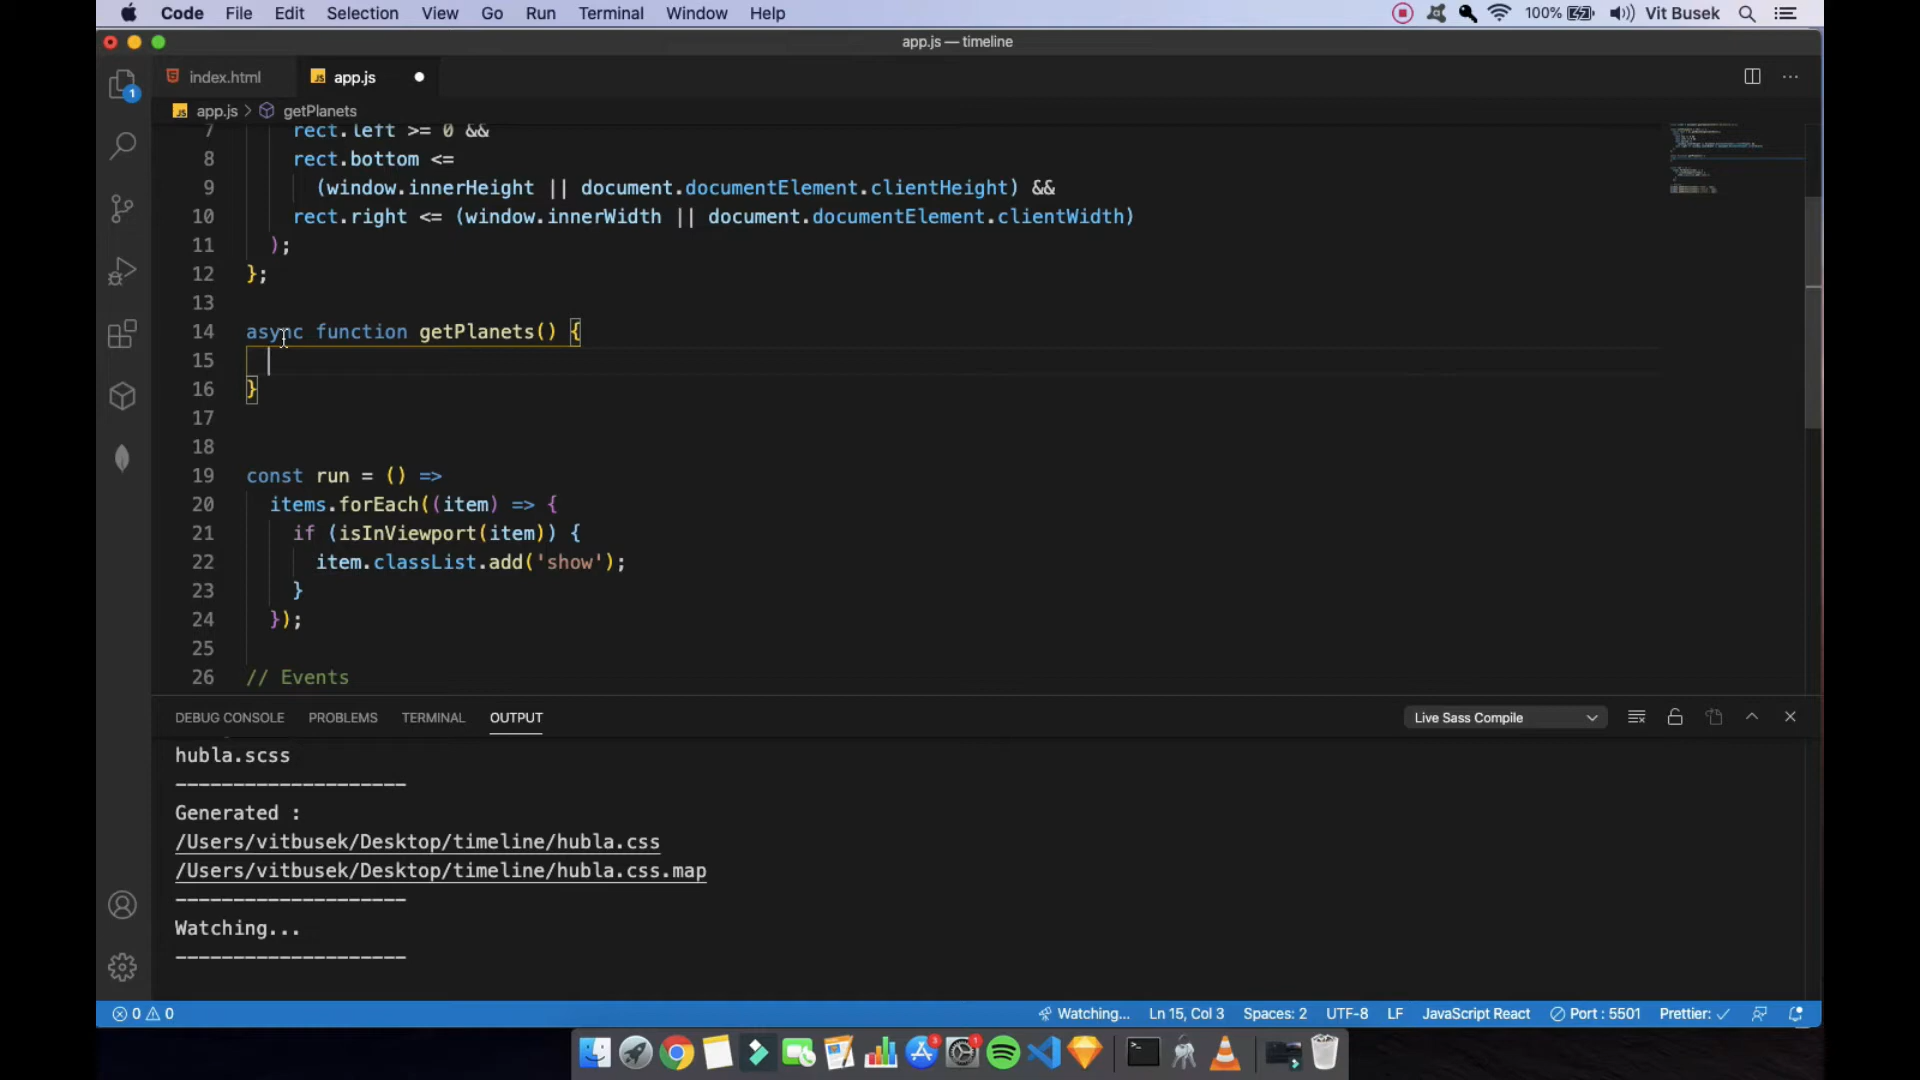 Code File Edit Selection View Go Run Terminal Window Help 100% Vit Busek
app.js — timeline
index.html JS app.js
JS app.js > getPlanets
7 rect.left >= 0 &&
8 rect.bottom <=
9 (window.innerHeight || document.documentElement.clientHeight) &&
10 rect.right <= (window.innerWidth || document.documentElement.clientWidth)
11 );
12 };
13
14 async function getPlanets() {
15
16 }
17
18
19 const run = () =>
20 items.forEach((item) => {
21 if (isInViewport(item)) {
22 item.classList.add('show');
23 }
24 });
25
26 // Events
DEBUG CONSOLE PROBLEMS TERMINAL OUTPUT Live Sass Compile
hubla.scss
--------------------
Generated :
/Users/vitbusek/Desktop/timeline/hubla.css
/Users/vitbusek/Desktop/timeline/hubla.css.map
--------------------
Watching...
--------------------
0 0 Watching... Ln 15, Col 3 Spaces: 2 UTF-8 LF JavaScript React Port : 5501 Prettier: ✓
1
3
1